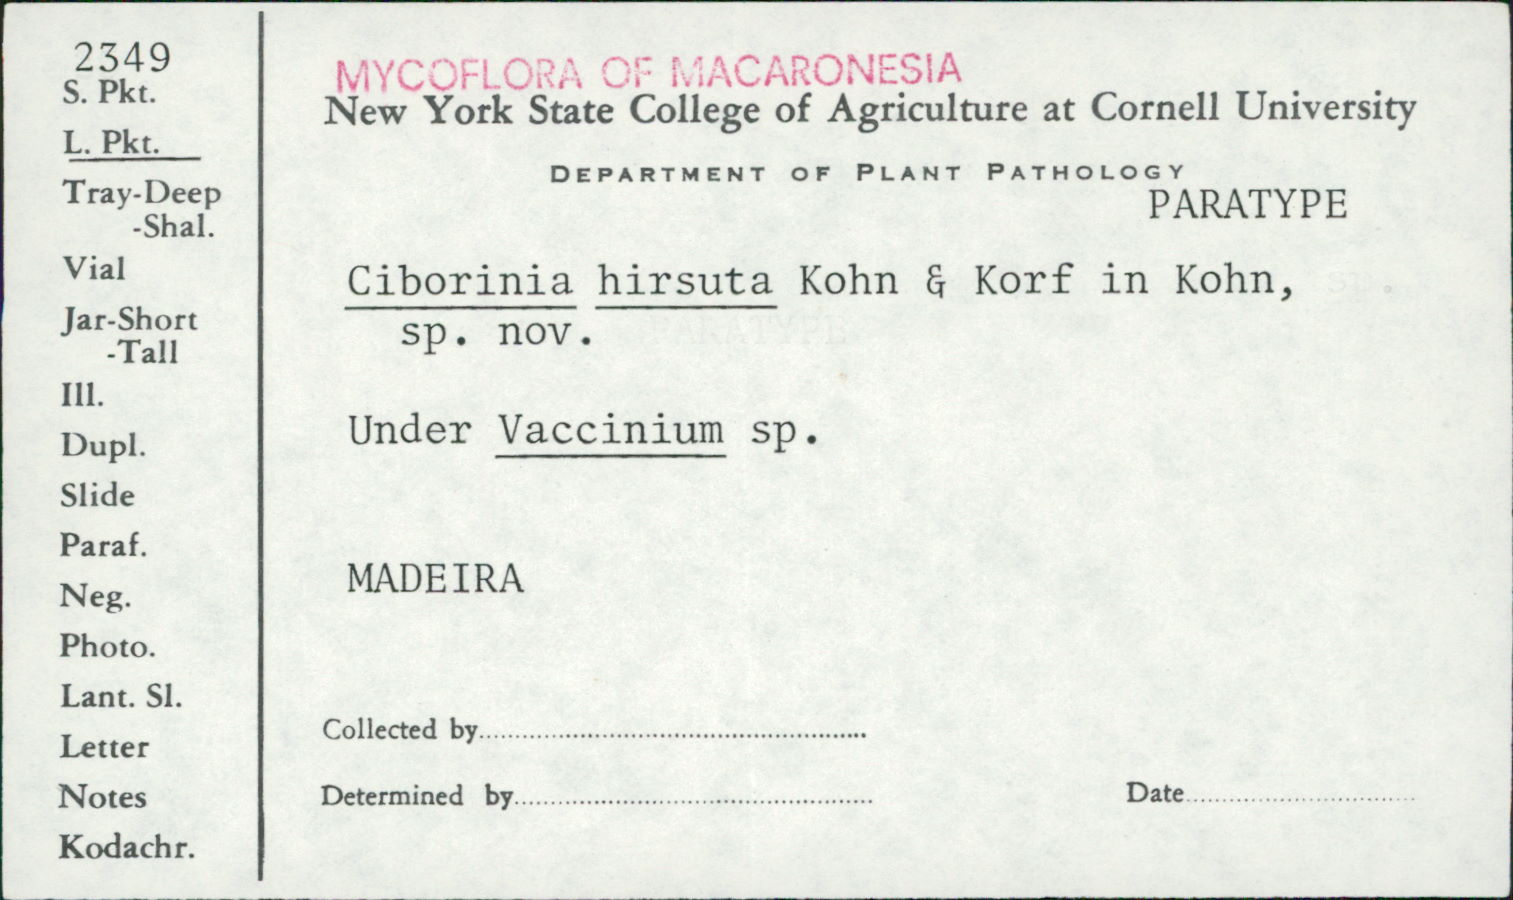 2349
S. Pkt.
L. Pkt.
Tray-Deep
-Shal.
Vial
Jar-Short
-Tall
Ill.
Dupl.
Slide
Paraf.
Neg.
Photo.
Lant. Sl.
Letter
Notes
Kodachr.
MYCOFLORA OF MACARONESIA
New York State College of Agriculture at Cornell University
DEPARTMENT OF PLANT PATHOLOGY
PARATYPE
Ciborinia hirsuta Kohn & Korf in Kohn,
sp. nov.
Under Vaccinium sp.
MADEIRA
Collected by
Determined by
Date